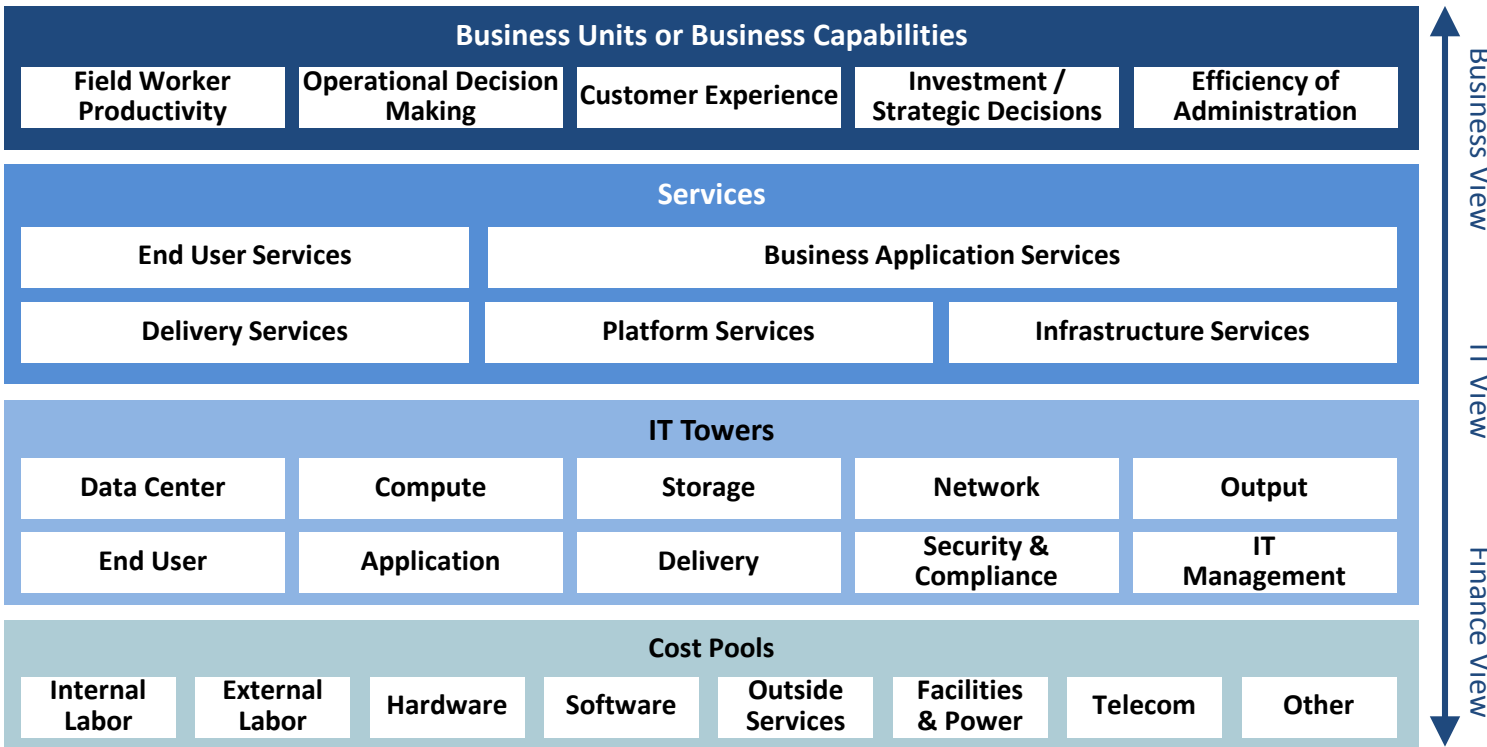 Business Units or Business Capabilities
Field Worker
Productivity
Operational Decision
Making
Customer Experience
Investment /
Strategic Decisions
Efficiency of
Administration
Services
End User Services
Business Application Services
Delivery Services
Platform Services
Infrastructure Services
IT Towers
Data Center
Compute
Storage
Network
Output
End User
Application
Delivery
Security &
Compliance
IT
Management
Cost Pools
Internal
Labor
External
Labor
Hardware
Software
Outside
Services
Facilities
& Power
Telecom
Other
Business View
IT View
Finance View